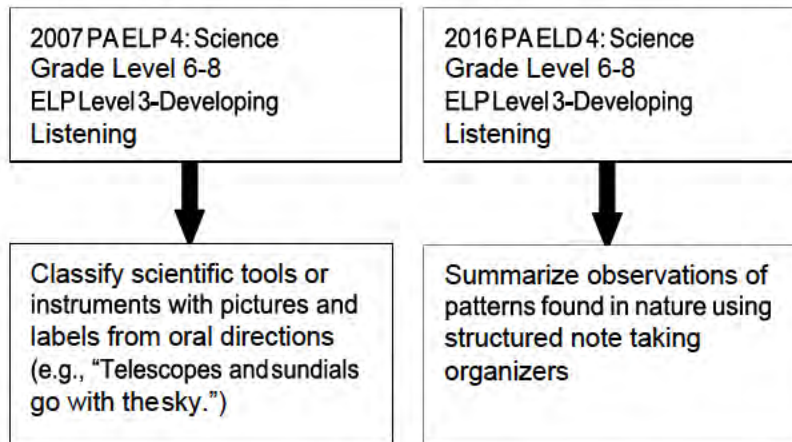 2007 PA ELP 4: Science
Grade Level 6-8
ELP Level 3-Developing
Listening
2016 PA ELD 4: Science
Grade Level 6-8
ELP Level 3-Developing
Listening
Classify scientific tools or
instruments with pictures and
labels from oral directions
(e.g., “Telescopes and sundials
go with the sky.”)
Summarize observations of
patterns found in nature using
structured note taking
organizers